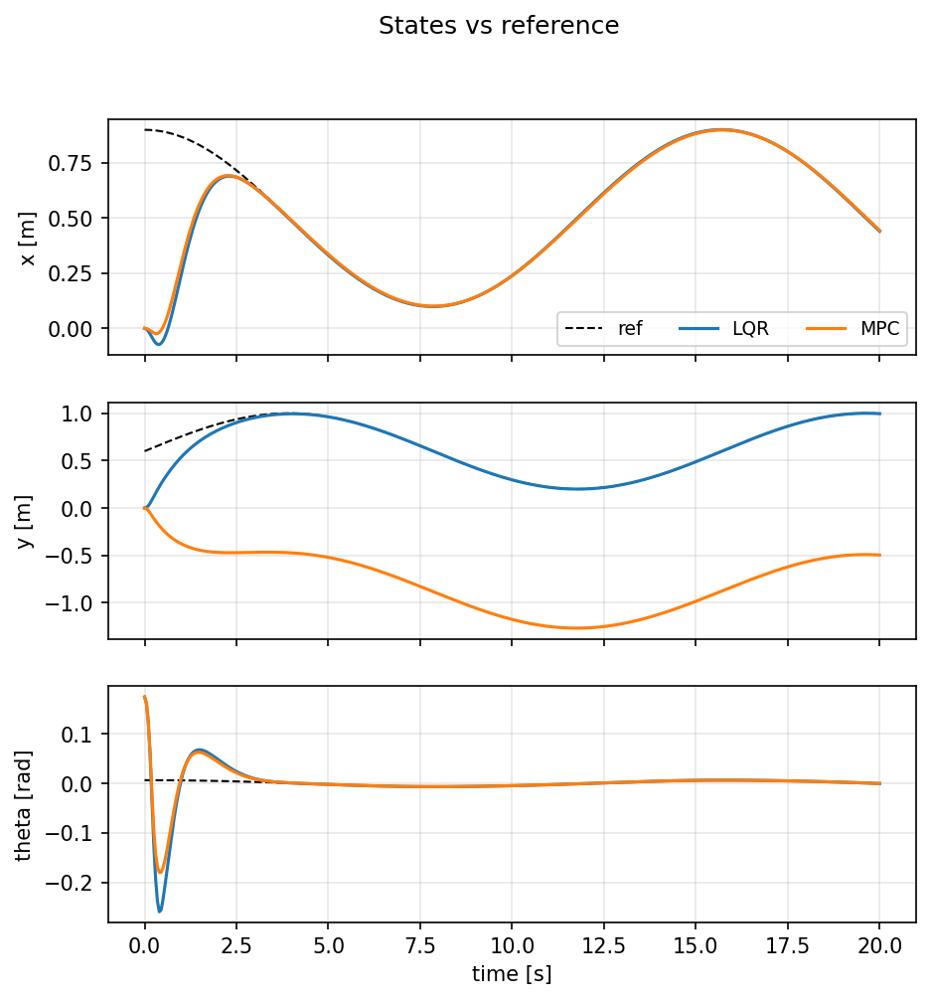 States vs reference
x [m]
0.75
0.50
0.25
0.00
ref LQR MPC
y [m]
1.0
0.5
0.0
−0.5
−1.0
theta [rad]
0.1
0.0
−0.1
−0.2
0.0 2.5 5.0 7.5 10.0 12.5 15.0 17.5 20.0
time [s]